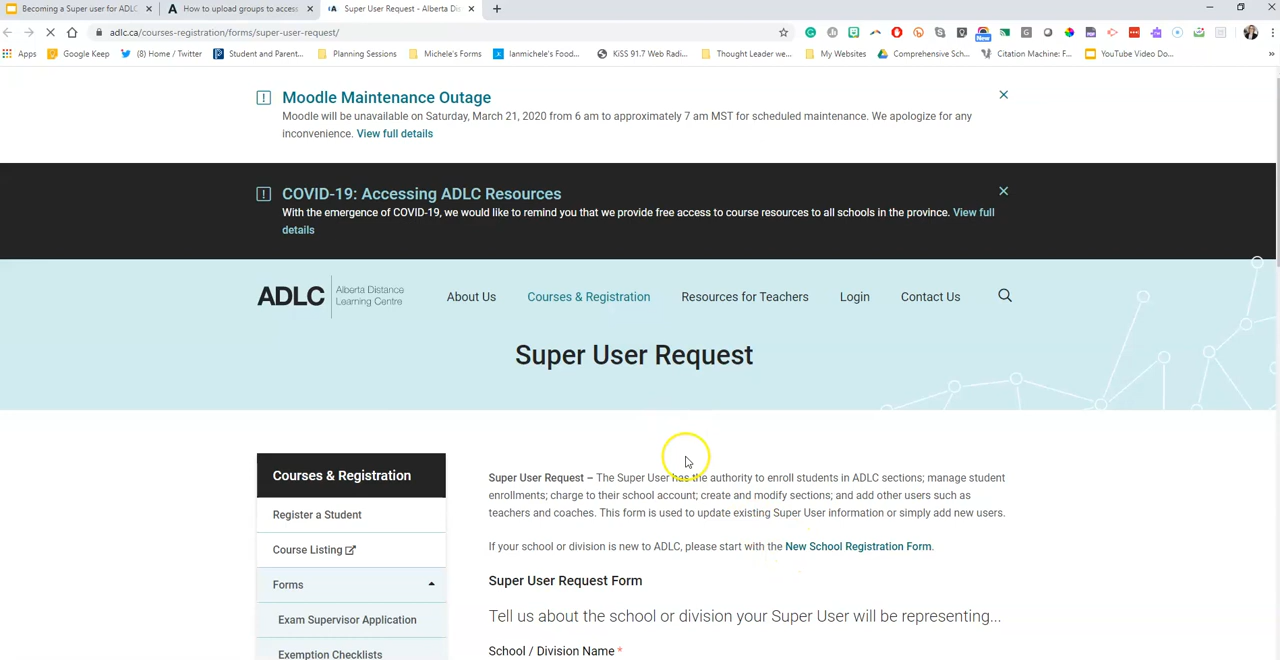 Becoming a Super user for ADLC
How to upload groups to access
Super User Request - Alberta Di
adlc.ca/courses-registration/forms/super-user-request/
Apps
Google Keep
(8) Home / Twitter
Student and Parent...
Planning Sessions
Michele's Forms
Ianmichele's Food...
KiSS 91.7 Web Radi...
Thought Leader we...
My Websites
Comprehensive Sch...
Citation Machine: F...
YouTube Video Do...
»
New
Moodle Maintenance Outage
Moodle will be unavailable on Saturday, March 21, 2020 from 6 am to approximately 7 am MST for scheduled maintenance. We apologize for any
inconvenience. View full details
COVID-19: Accessing ADLC Resources
With the emergence of COVID-19, we would like to remind you that we provide free access to course resources to all schools in the province. View full
details
ADLC
Alberta Distance
Learning Centre
About Us
Courses & Registration
Resources for Teachers
Login
Contact Us
Super User Request
Courses & Registration
Register a Student
Course Listing
Forms
Exam Supervisor Application
Exemption Checklists
Super User Request – The Super User has the authority to enroll students in ADLC sections; manage student
enrollments; charge to their school account; create and modify sections; and add other users such as
teachers and coaches. This form is used to update existing Super User information or simply add new users.
If your school or division is new to ADLC, please start with the New School Registration Form.
Super User Request Form
Tell us about the school or division your Super User will be representing...
School / Division Name *